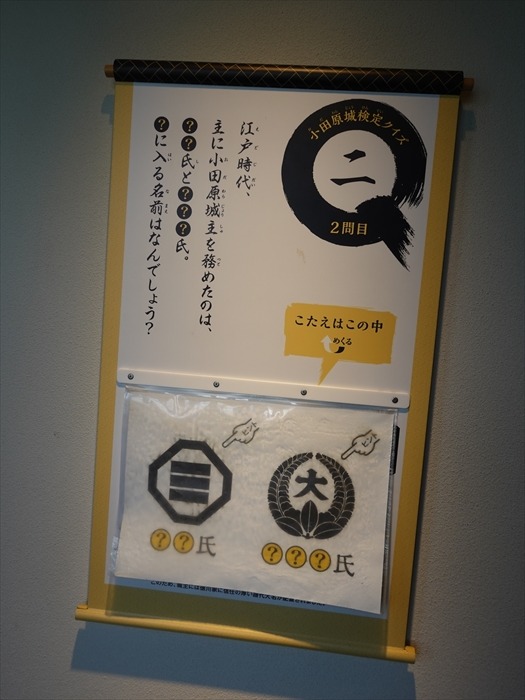 小田原城検定クイズ
二
2問目
江戸時代、
主に小田原城主を務めたのは、
??氏と???氏。
?に入る名前はなんでしょう?
こたえはこの中
めくる
三
??氏
大
???氏